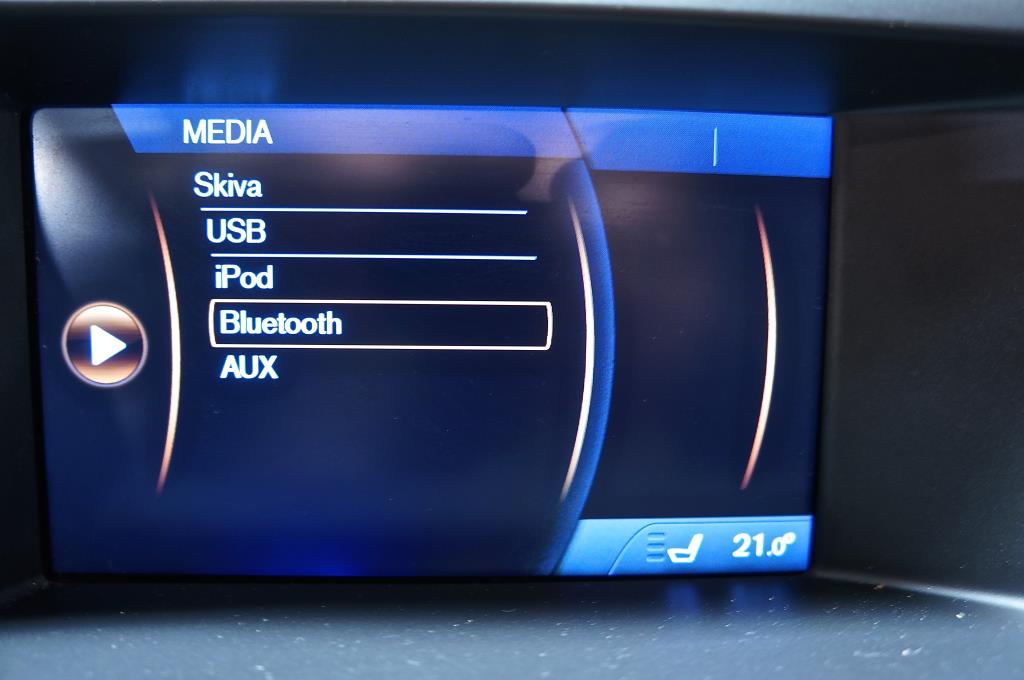 MEDIA
Skiva
USB
iPod
Bluetooth
AUX
21.0°